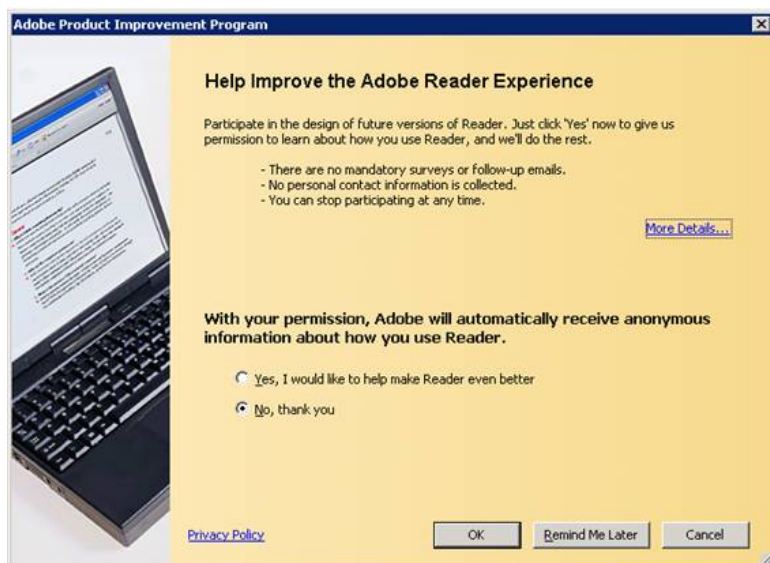 Adobe Product Improvement Program
Help Improve the Adobe Reader Experience
Participate in the design of future versions of Reader. Just click 'Yes' now to give us
permission to learn about how you use Reader, and we'll do the rest.
- There are no mandatory surveys or follow-up emails.
- No personal contact information is collected.
- You can stop participating at any time.
More Details...
With your permission, Adobe will automatically receive anonymous
information about how you use Reader.
Yes, I would like to help make Reader even better
No, thank you
Privacy Policy
OK
Remind Me Later
Cancel